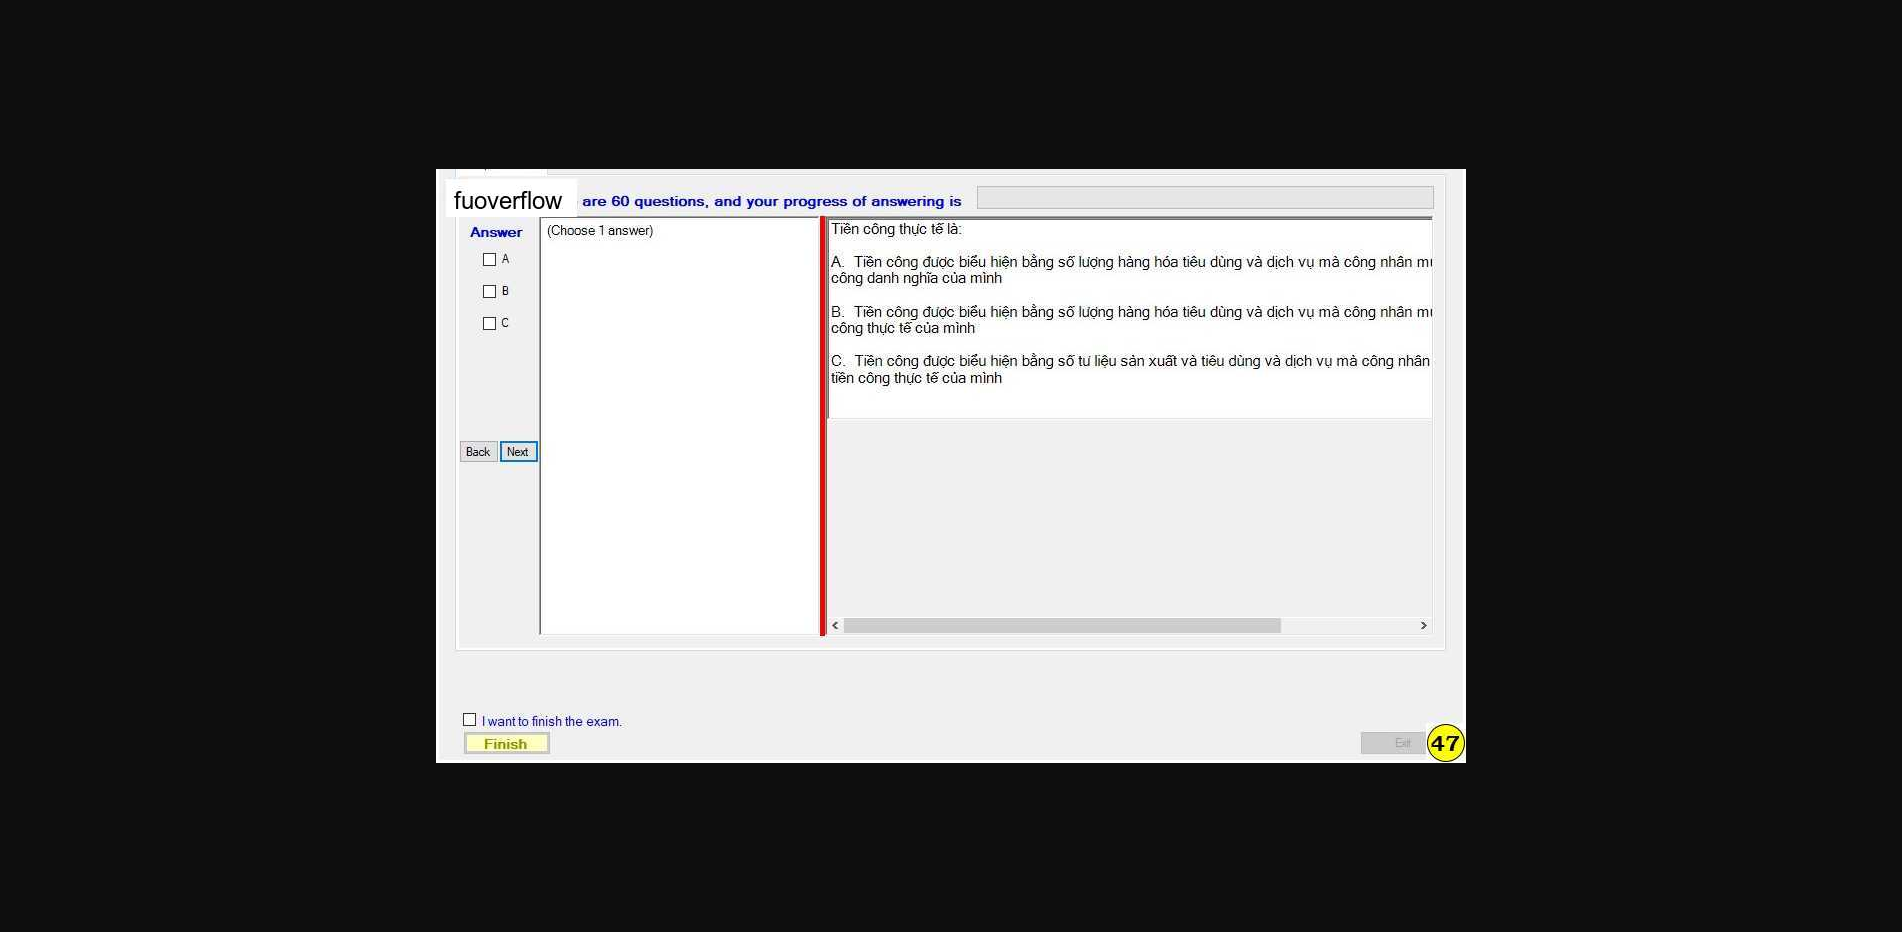 fuoverflow are 60 questions, and your progress of answering is
Answer
(Choose 1 answer)
A
B
C
Back Next
Tiền công thực tế là:
A. Tiền công được biểu hiện bằng số lượng hàng hóa tiêu dùng và dịch vụ mà công nhân
công danh nghĩa của mình
B. Tiền công được biểu hiện bằng số lượng hàng hóa tiêu dùng và dịch vụ mà công nhân
công thực tế của mình
C. Tiền công được biểu hiện bằng số tư liệu sản xuất và tiêu dùng và dịch vụ mà công nhân
tiền công thực tế của mình
I want to finish the exam.
Finish
Exit
47